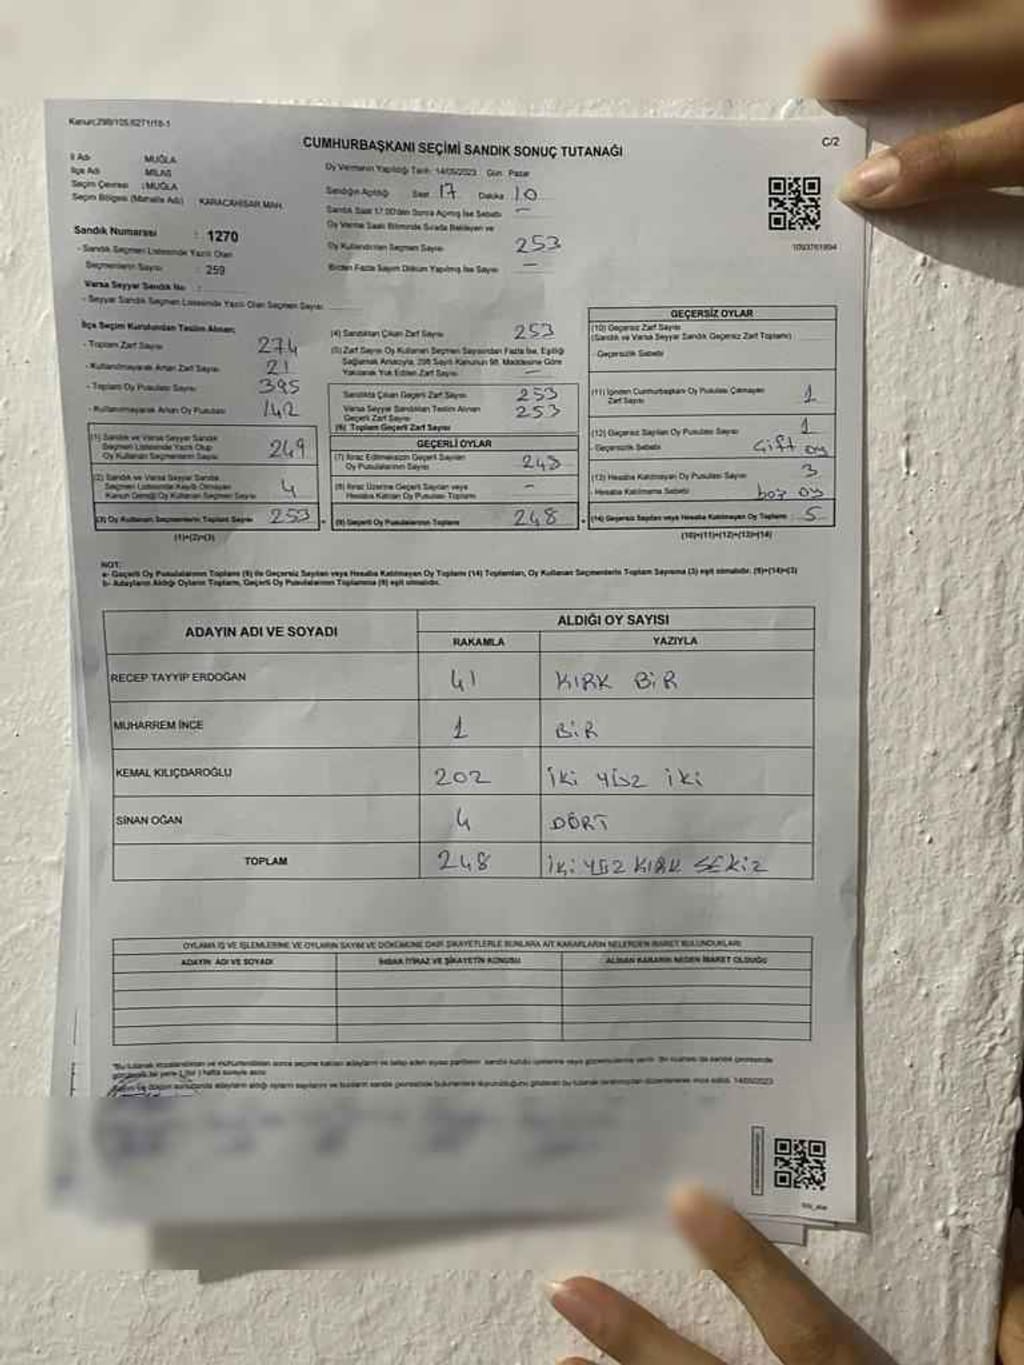 Kanun:298/105;6271/18-1
C/2
CUMHURBAŞKANI SEÇİMİ SANDIK SONUÇ TUTANAĞI
İl Adı MUĞLA
İlçe Adı MİLAS
Seçim Çevresi : MUĞLA
Seçim Bölgesi (Mahalle Adı) : KARACAHİSAR MAH.
Sandık Numarası : 1270
- Sandık Seçmen Listesinde Yazılı Olan
Seçmenlerin Sayısı : 259
Varsa Seyyar Sandık No :
- Seyyar Sandık Seçmen Listesinde Yazılı Olan Seçmen Sayısı
Oy Vermenin Yapıldığı Tarih: 14/05/2023 Gün: Pazar
Sandığın Açıldığı Saat 17 Dakika 10
Sandık Saat 17.00'den Sonra Açılmış İse Sebebi —
Oy Verme Saati Bitiminde Sırada Bekleyen ve
Oy Kullandırılan Seçmen Sayısı 253
Birden Fazla Sayım Döküm Yapılmış İse Sayısı —
1093761994
İlçe Seçim Kurulundan Teslim Alınan;
- Toplam Zarf Sayısı 274
- Kullanılmayarak Artan Zarf Sayısı 21
- Toplam Oy Pusulası Sayısı 395
- Kullanılmayarak Artan Oy Pusulası 142
(1) Sandık ve Varsa Seyyar Sandık
Seçmen Listesinde Yazılı Olup
Oy Kullanan Seçmenlerin Sayısı 249
(2) Sandık ve Varsa Seyyar Sandık
Seçmen Listesinde Kayıtlı Olmayan
Kanun Gereği Oy Kullanan Seçmen Sayısı 4
(3) Oy Kullanan Seçmenlerin Toplam Sayısı 253
(1)+(2)=(3)
(4) Sandıktan Çıkan Zarf Sayısı 253
(5) Zarf Sayısı Oy Kullanan Seçmen Sayısından Fazla İse, Eşitliği
Sağlamak Amacıyla, 298 Sayılı Kanunun 98. Maddesine Göre
Yakılarak Yok Edilen Zarf Sayısı —
Sandıkta Çıkan Geçerli Zarf Sayısı 253
Varsa Seyyar Sandıktan Teslim Alınan
Geçerli Zarf Sayısı 253
(6) Toplam Geçerli Zarf Sayısı
GEÇERLİ OYLAR
(7) İtiraz Edilmeksizin Geçerli Sayılan
Oy Pusulalarının Sayısı 248
(8) İtiraz Üzerine Geçerli Sayılan veya
Hesaba Katılan Oy Pusulası Toplamı -
(9) Geçerli Oy Pusulalarının Toplamı 248
GEÇERSİZ OYLAR
(10) Geçersiz Zarf Sayısı
(Sandık ve Varsa Seyyar Sandık Geçersiz Zarf Toplamı)
- Geçersizlik Sebebi
(11) İçinden Cumhurbaşkanı Oy Pusulası Çıkmayan
Zarf Sayısı 1
(12) Geçersiz Sayılan Oy Pusulası Sayısı 1
- Geçersizlik Sebebi Çift oy
(13) Hesaba Katılmayan Oy Pusulası Sayısı 3
- Hesaba Katılmama Sebebi boş oy
(14) Geçersiz Sayılan veya Hesaba Katılmayan Oy Toplamı 5
(10)+(11)+(12)+(13)=(14)
NOT:
a- Geçerli Oy Pusulalarının Toplamı (9) ile Geçersiz Sayılan veya Hesaba Katılmayan Oy Toplamı (14) Toplamları, Oy Kullanan Seçmenlerin Toplam Sayısına (3) eşit olmalıdır. (9)+(14)=(3)
b- Adayların Aldığı Oyların Toplamı, Geçerli Oy Pusulalarının Toplamına (9) eşit olmalıdır.
ADAYIN ADI VE SOYADI ALDIĞI OY SAYISI
RAKAMLA YAZIYLA
RECEP TAYYİP ERDOĞAN 41 KIRK BİR
MUHARREM İNCE 1 BİR
KEMAL KILIÇDAROĞLU 202 İKİ YÜZ İKİ
SİNAN OĞAN 4 DÖRT
TOPLAM 248 İKİ YÜZ KIRK SEKİZ
OYLAMA İŞ VE İŞLEMLERİNE VE OYLARIN SAYIM VE DÖKÜMÜNE DAİR ŞİKAYETLERLE BUNLARA AİT KARARLARIN NELERDEN İBARET BULUNDUKLARI
ADAYIN ADI VE SOYADI İHBAR İTİRAZ VE ŞİKAYETİN KONUSU ALINAN KARARIN NEDEN İBARET OLDUĞU